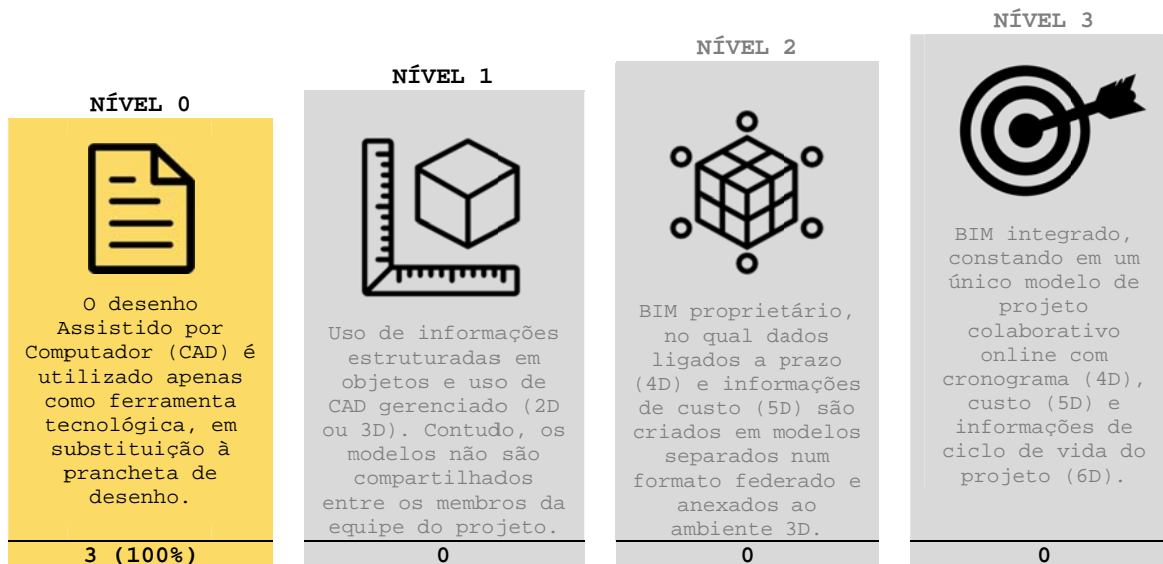 NÍVEL 0
O desenho
Assistido por
Computador (CAD) é
utilizado apenas
como ferramenta
tecnológica, em
substituição à
prancheta de
desenho.
3 (100%)
NÍVEL 1
Uso de informações
estruturadas em
objetos e uso de
CAD gerenciado (2D
ou 3D). Contudo, os
modelos não são
compartilhados
entre os membros da
equipe do projeto.
0
NÍVEL 2
BIM proprietário,
no qual dados
ligados a prazo
(4D) e informações
de custo (5D) são
criados em modelos
separados num
formato federado e
anexados ao
ambiente 3D.
0
NÍVEL 3
BIM integrado,
constando em um
único modelo de
projeto
colaborativo
online com
cronograma (4D),
custo (5D) e
informações de
ciclo de vida do
projeto (6D).
0